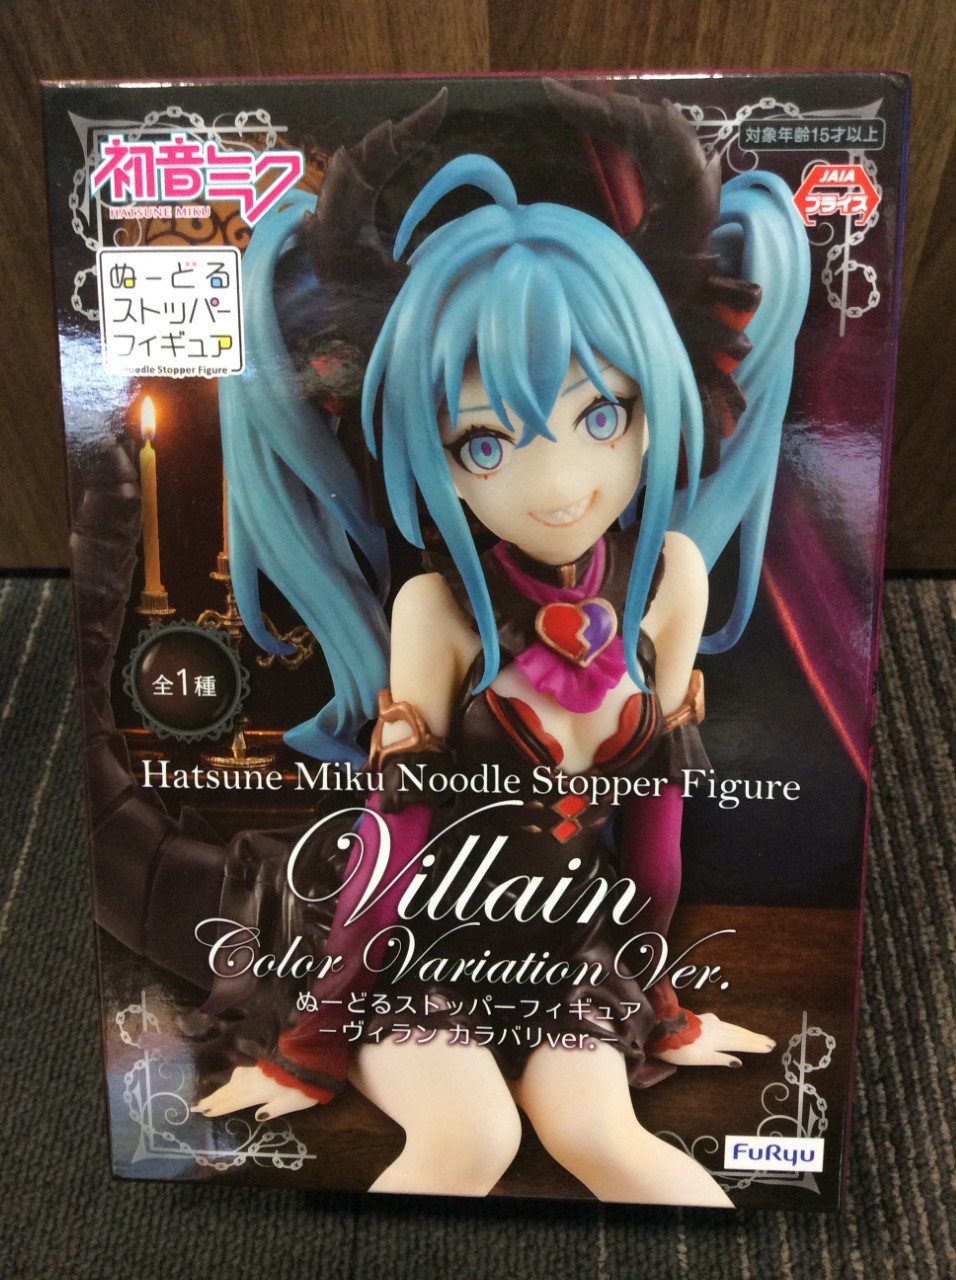 対象年齢15才以上
初音ミク
HATSUNE MIKU
JAIA
プライズ
ぬーどる
ストッパー
フィギュア
Noodle Stopper Figure
全1種
Hatsune Miku Noodle Stopper Figure
Villain
Color Variation Ver.
ぬーどるストッパーフィギュア
－ヴィラン カラバリver.－
FuRyu